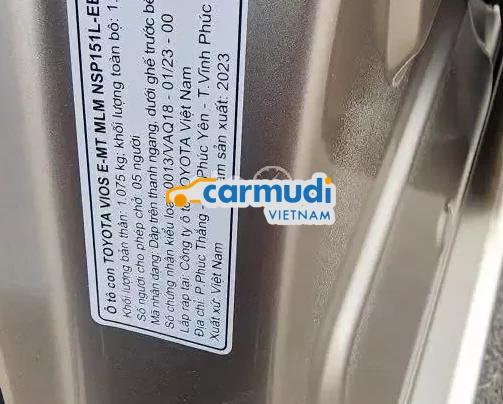 Ô tô con TOYOTA VIOS E-MT MLM NSP151L-EE
Khối lượng bản thân: 1.075 kg; khối lượng toàn bộ: 1.
Số người cho phép chở: 05 người
Mã nhận dạng: Dập trên thanh ngang, dưới ghế trước bê
Số chứng nhận kiểu loại: 0013/VAQ18 - 01/23 - 00
Lắp ráp tại: Công ty ô tô TOYOTA Việt Nam
Địa chỉ: P.Phúc Thắng - Phúc Yên - T.Vĩnh Phúc
sản xuất: 2023
Xuất xứ: Việt Nam
carmudi
VIETNAM